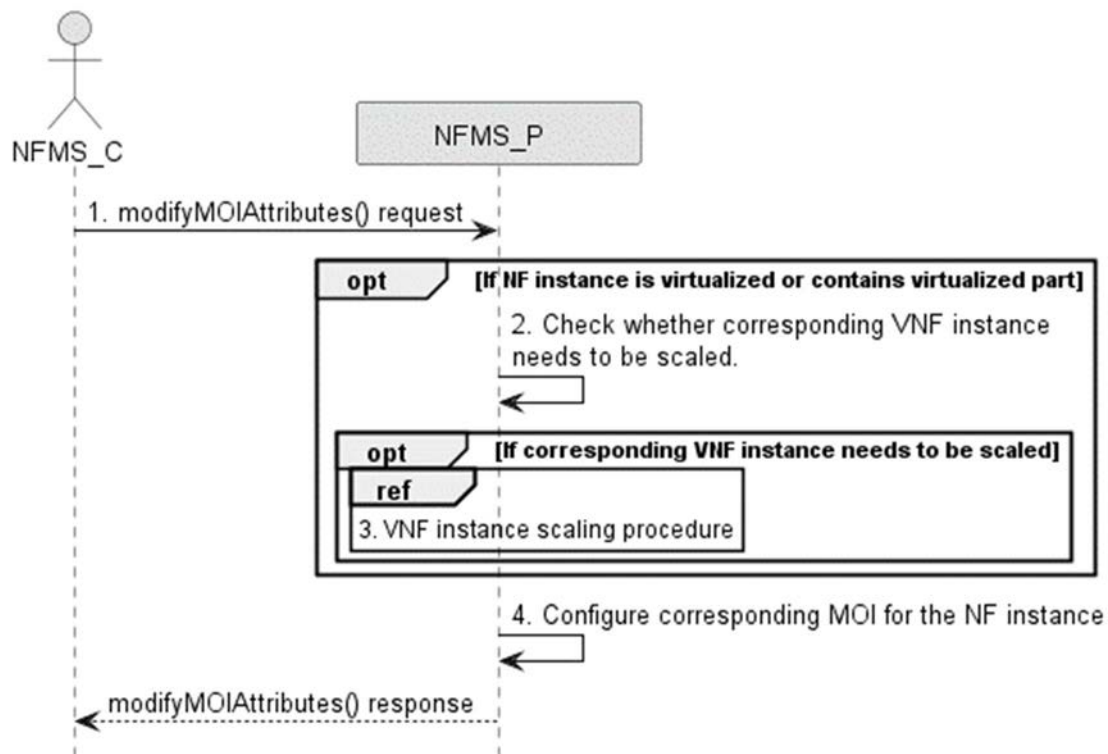 NFMS_C
NFMS_P
1. modifyMOIAttributes() request
opt
[If NF instance is virtualized or contains virtualized part]
2. Check whether corresponding VNF instance
needs to be scaled.
opt
[If corresponding VNF instance needs to be scaled]
ref
3. VNF instance scaling procedure
4. Configure corresponding MOI for the NF instance
modifyMOIAttributes() response